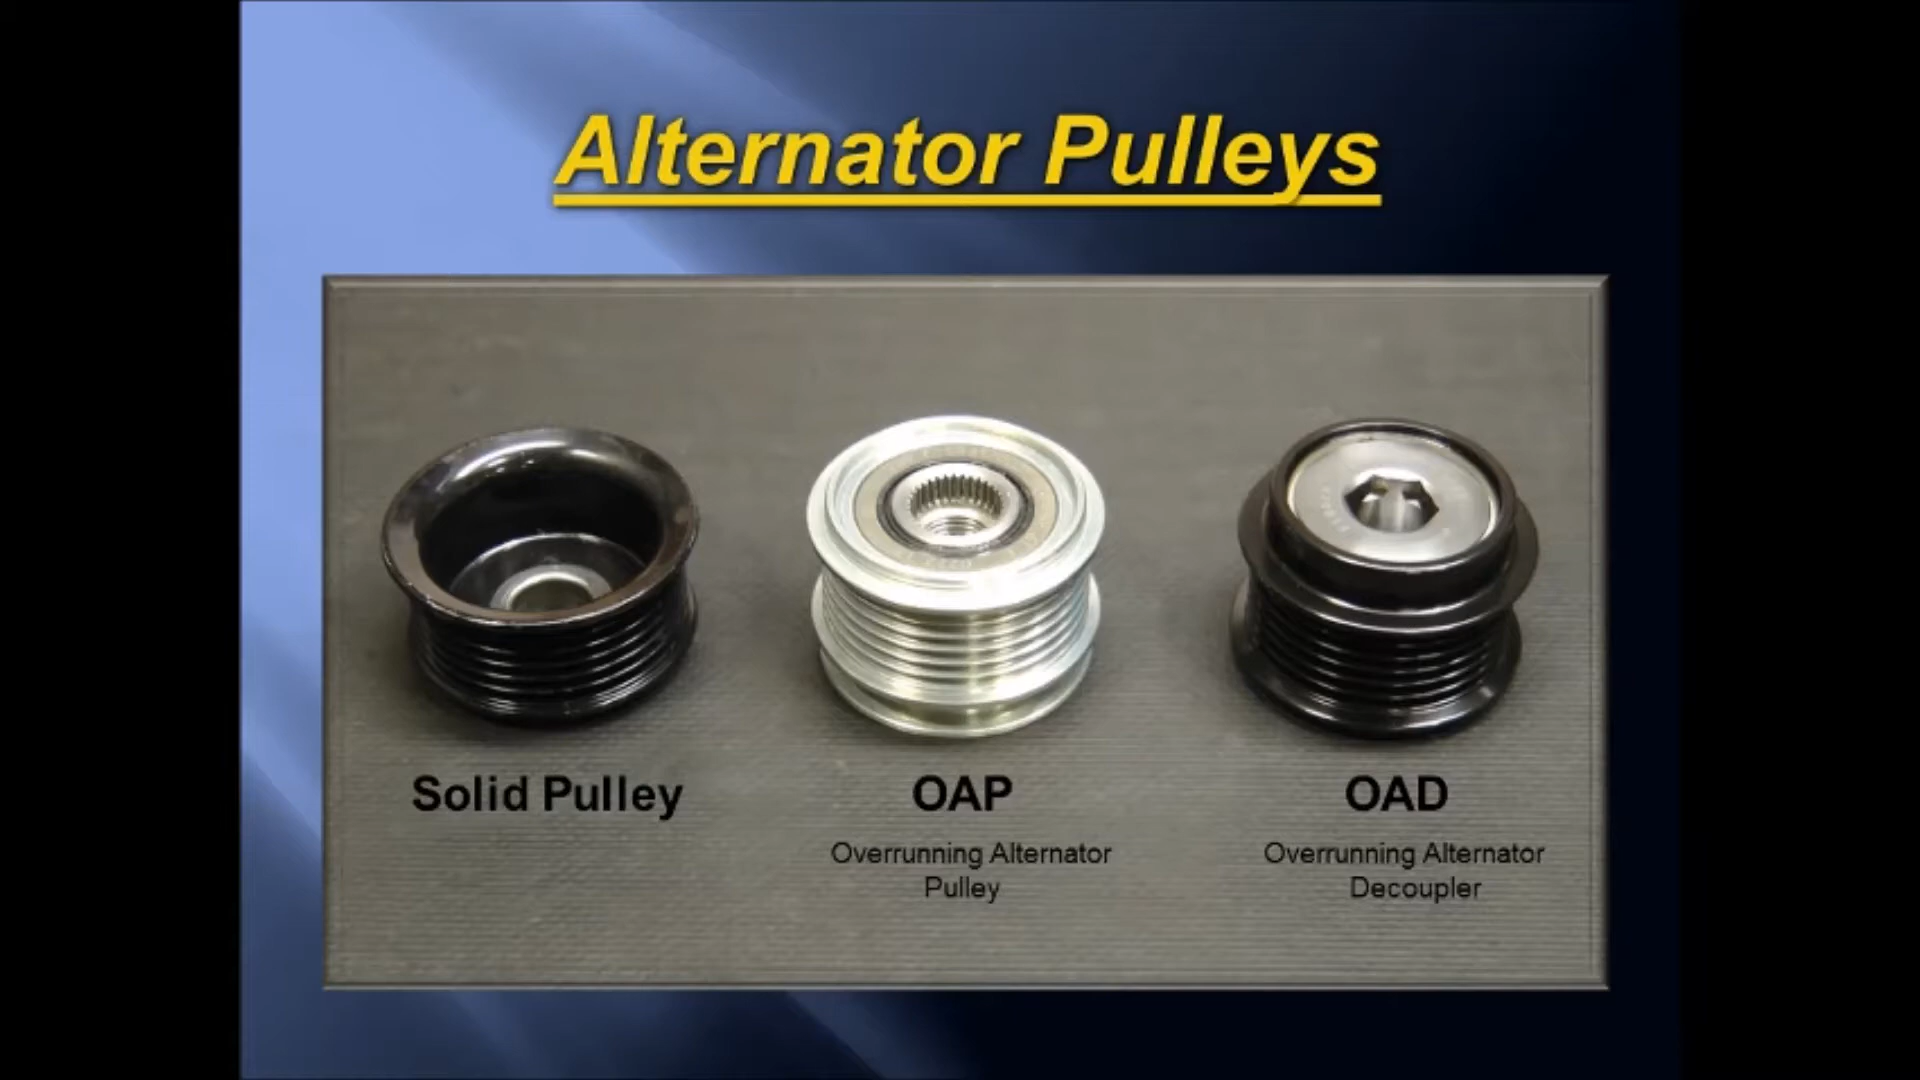 Alternator Pulleys
Solid Pulley
OAP
Overrunning Alternator
Pulley
OAD
Overrunning Alternator
Decoupler